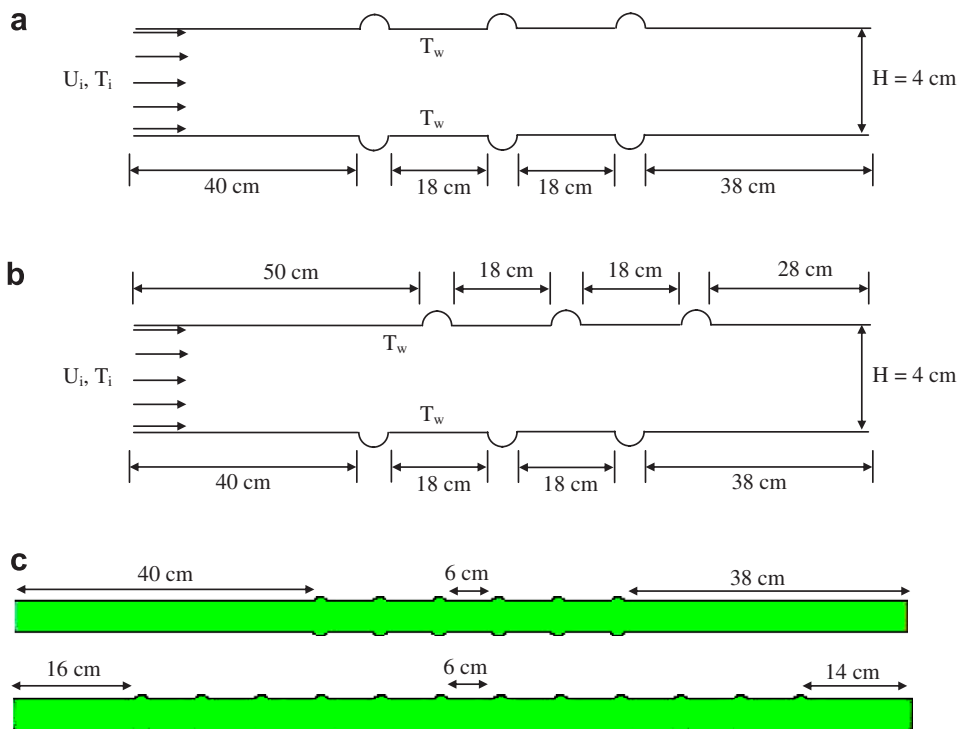 a
T_w
U_i, T_i
H = 4 cm
T_w
40 cm
18 cm
18 cm
38 cm
b
50 cm
18 cm
18 cm
28 cm
T_w
U_i, T_i
H = 4 cm
T_w
40 cm
18 cm
18 cm
38 cm
c
40 cm
6 cm
38 cm
16 cm
6 cm
14 cm